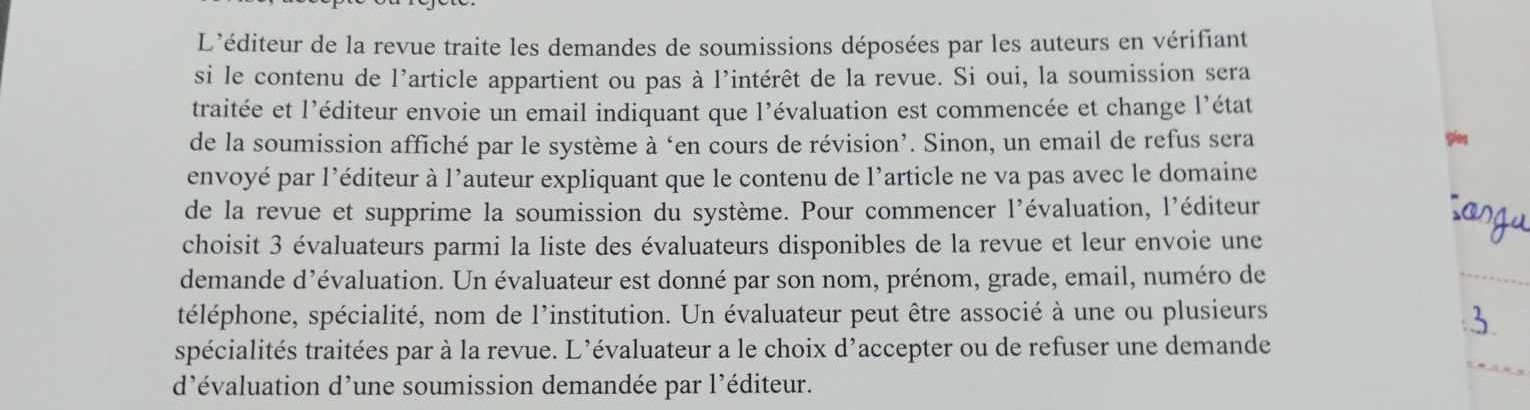 L’éditeur de la revue traite les demandes de soumissions déposées par les auteurs en vérifiant
si le contenu de l’article appartient ou pas à l’intérêt de la revue. Si oui, la soumission sera
traitée et l’éditeur envoie un email indiquant que l’évaluation est commencée et change l’état
de la soumission affiché par le système à ‘en cours de révision’. Sinon, un email de refus sera
envoyé par l’éditeur à l’auteur expliquant que le contenu de l’article ne va pas avec le domaine
de la revue et supprime la soumission du système. Pour commencer l’évaluation, l’éditeur
choisit 3 évaluateurs parmi la liste des évaluateurs disponibles de la revue et leur envoie une
demande d’évaluation. Un évaluateur est donné par son nom, prénom, grade, email, numéro de
téléphone, spécialité, nom de l’institution. Un évaluateur peut être associé à une ou plusieurs
spécialités traitées par à la revue. L’évaluateur a le choix d’accepter ou de refuser une demande
d’évaluation d’une soumission demandée par l’éditeur.
3